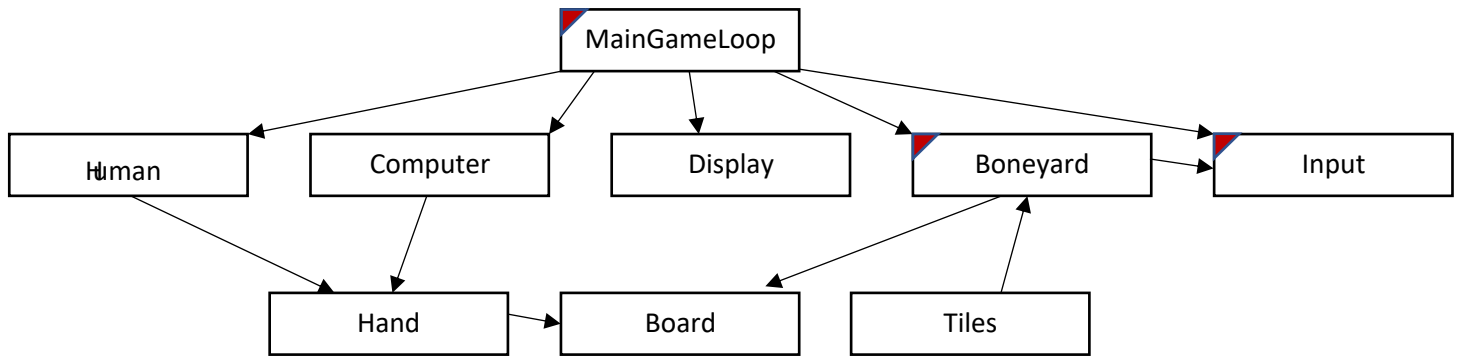 MainGameLoop
Human
Computer
Display
Boneyard
Input
Hand
Board
Tiles